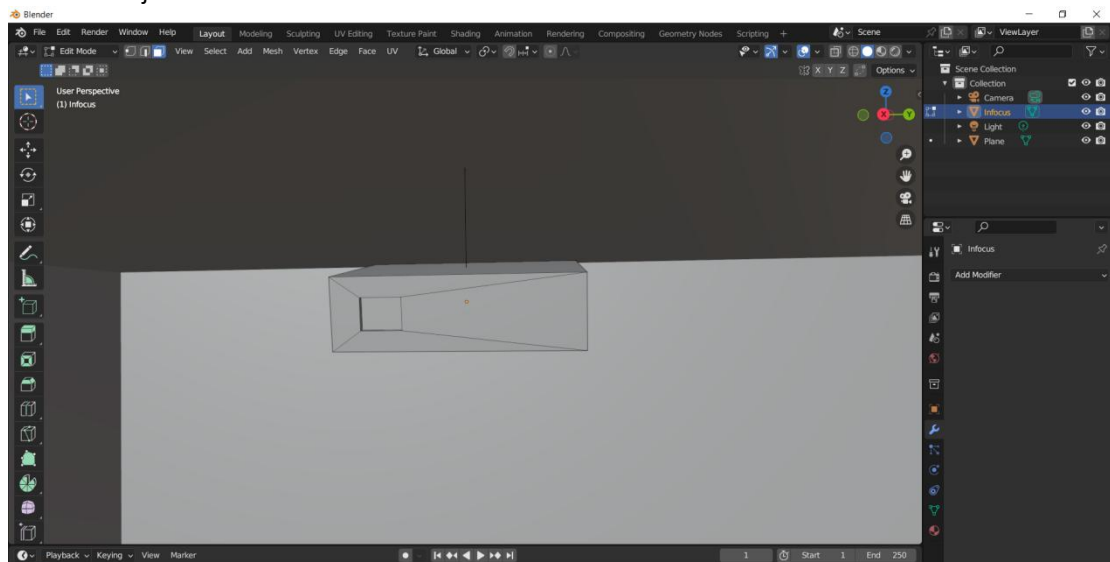 Blender
File Edit Render Window Help Layout Modeling Sculpting UV Editing Texture Paint Shading Animation Rendering Compositing Geometry Nodes Scripting + Scene ViewLayer
Edit Mode View Select Add Mesh Vertex Edge Face UV Global
X Y Z Options
User Perspective
(1) Infocus
Z
X
Y
Scene Collection
Collection
Camera
Infocus
Light
Plane
Infocus
Add Modifier
Playback Keying View Marker 1 Start 1 End 250